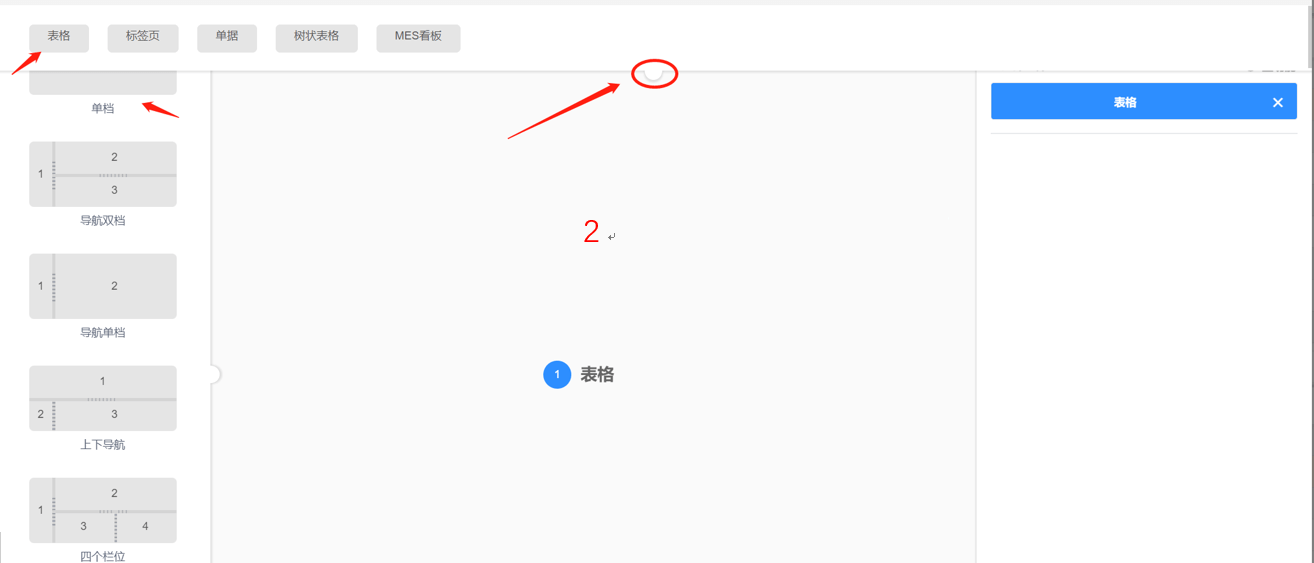 表格 标签页 单据 树状表格 MES看板
单档
1 2
3
导航双档
1 2
导航单档
1
2 3
上下导航
1 2
3 4
四个栏位
2 ↵
1 表格
表格 ×